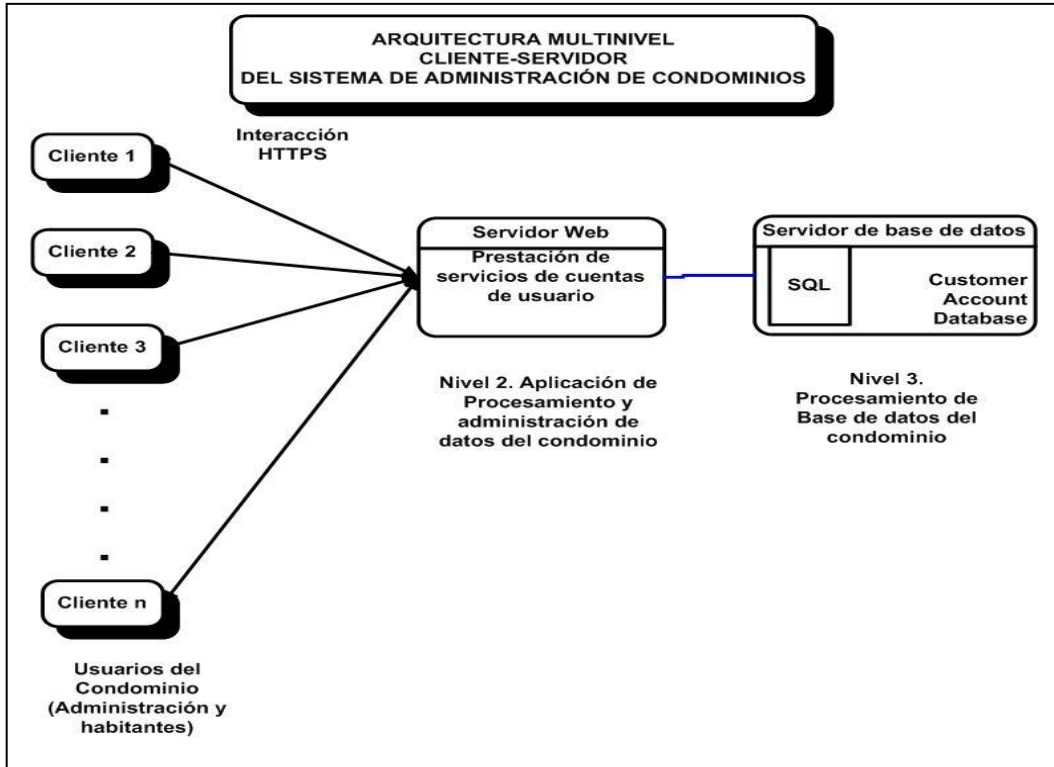 ARQUITECTURA MULTINIVEL
CLIENTE-SERVIDOR
DEL SISTEMA DE ADMINISTRACIÓN DE CONDOMINIOS
Interacción
HTTPS
Cliente 1
Cliente 2
Cliente 3
Cliente n
Usuarios del
Condominio
(Administración y
habitantes)
Servidor Web
Prestación de
servicios de cuentas
de usuario
Nivel 2. Aplicación de
Procesamiento y
administración de
datos del condominio
Servidor de base de datos
SQL
Customer
Account
Database
Nivel 3.
Procesamiento de
Base de datos del
condominio